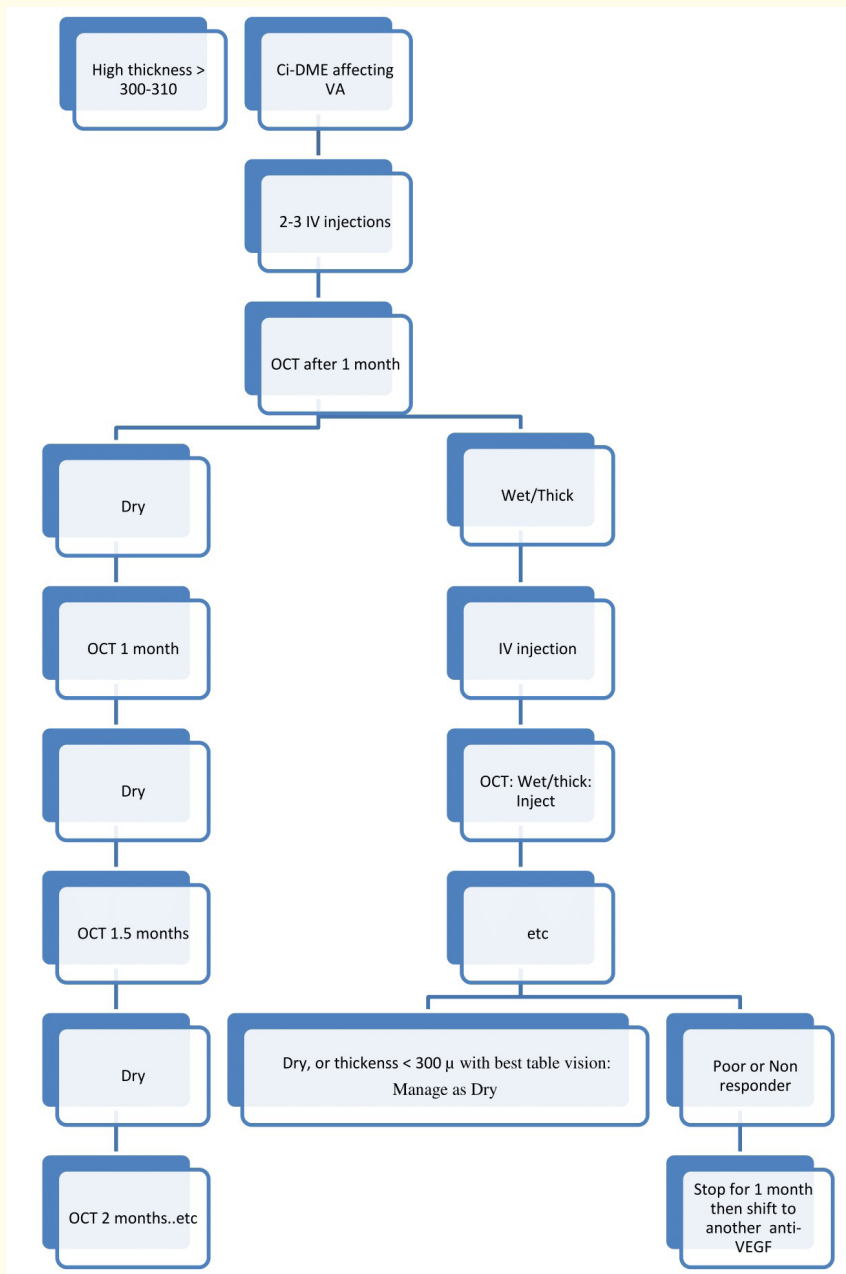 High thickness >
300-310
Ci-DME affecting
VA
2-3 IV injections
OCT after 1 month
Dry
Wet/Thick
OCT 1 month
IV injection
Dry
OCT: Wet/thick:
Inject
OCT 1.5 months
etc
Dry
Dry, or thickenss < 300 μ with best table vision:
Manage as Dry
Poor or Non
responder
OCT 2 months..etc
Stop for 1 month
then shift to
another anti-
VEGF